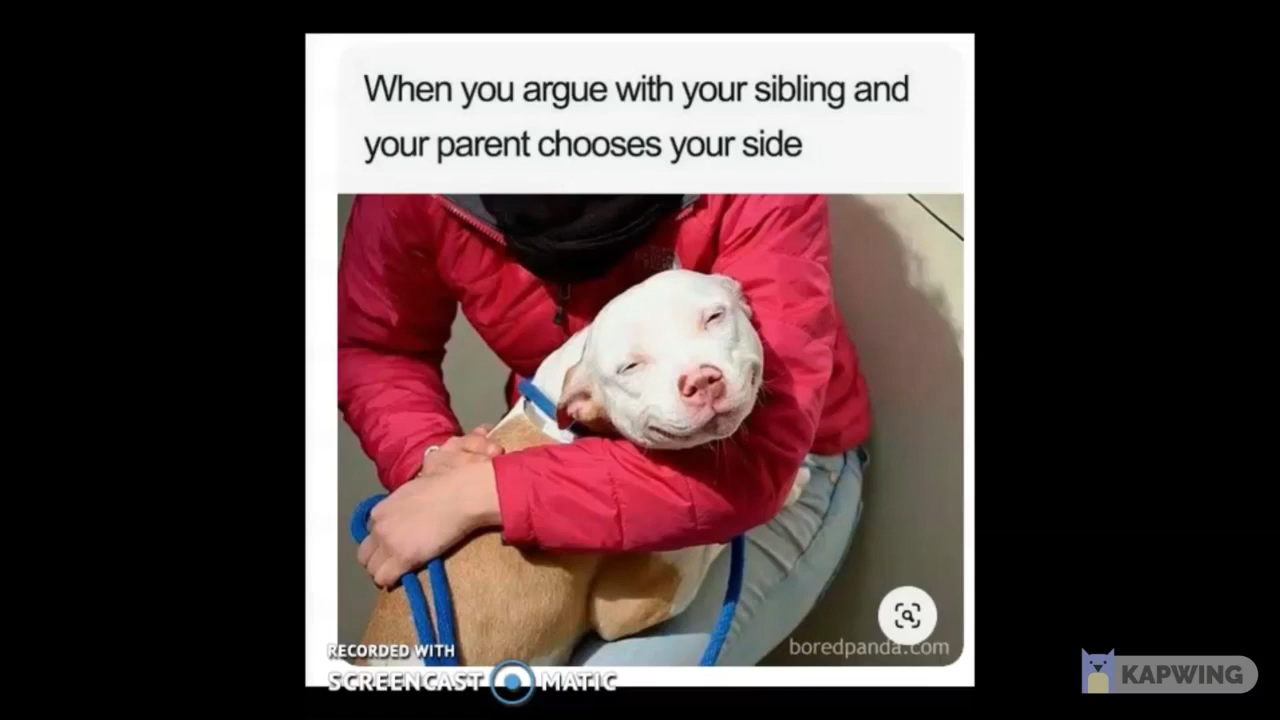 When you argue with your sibling and
your parent chooses your side
boredpanda.com
RECORDED WITH
SCREENCAST MATIC
KAPWING